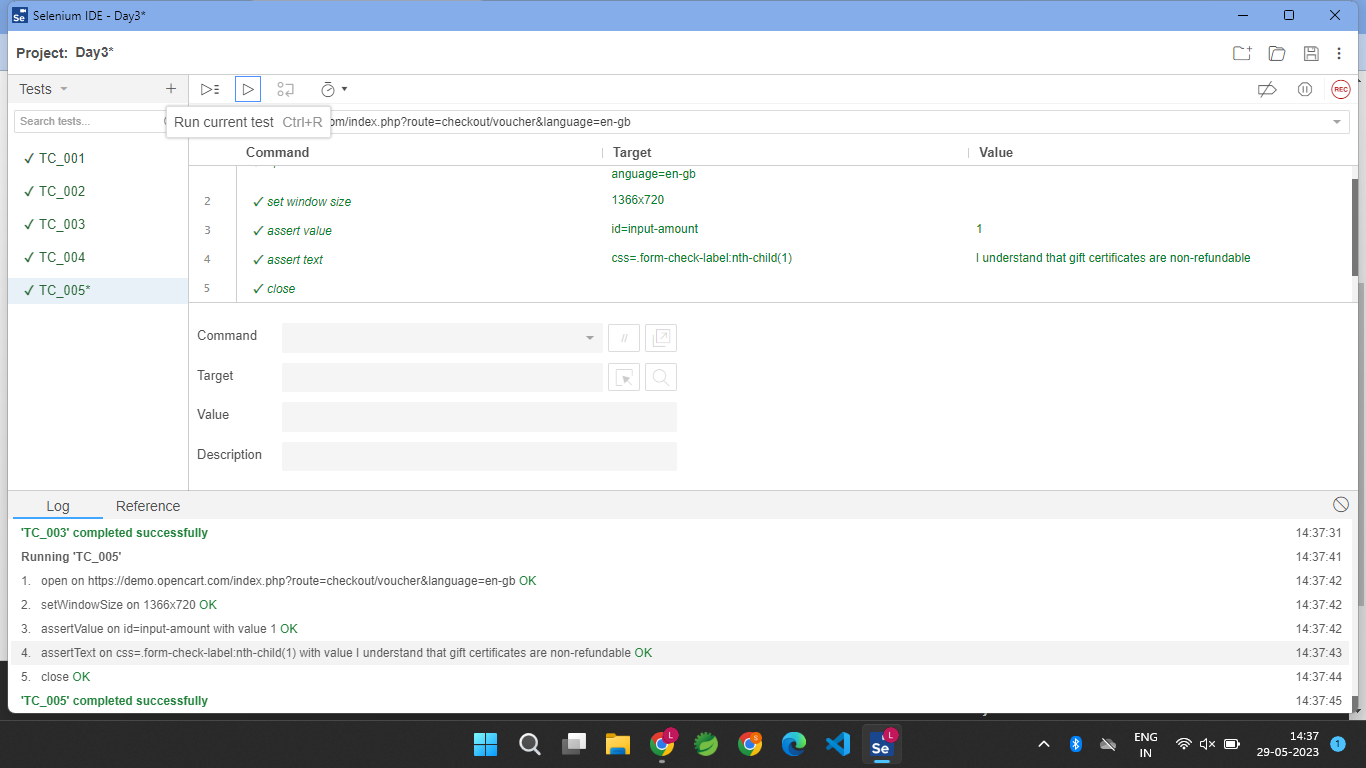 Selenium IDE - Day3*
Project: Day3*
Tests
Search tests...
Run current test Ctrl+R
om/index.php?route=checkout/voucher&language=en-gb
REC
Command Target Value
anguage=en-gb
2 ✓ set window size 1366x720
3 ✓ assert value id=input-amount 1
4 ✓ assert text css=.form-check-label:nth-child(1) I understand that gift certificates are non-refundable
5 ✓ close
✓ TC_001
✓ TC_002
✓ TC_003
✓ TC_004
✓ TC_005*
Command //
Target
Value
Description
Log Reference
'TC_003' completed successfully 14:37:31
Running 'TC_005' 14:37:41
1. open on https://demo.opencart.com/index.php?route=checkout/voucher&language=en-gb OK 14:37:42
2. setWindowSize on 1366x720 OK 14:37:42
3. assertValue on id=input-amount with value 1 OK 14:37:42
4. assertText on css=.form-check-label:nth-child(1) with value I understand that gift certificates are non-refundable OK 14:37:43
5. close OK 14:37:44
'TC_005' completed successfully 14:37:45
L
Se
L
ENG
IN
14:37
29-05-2023
1